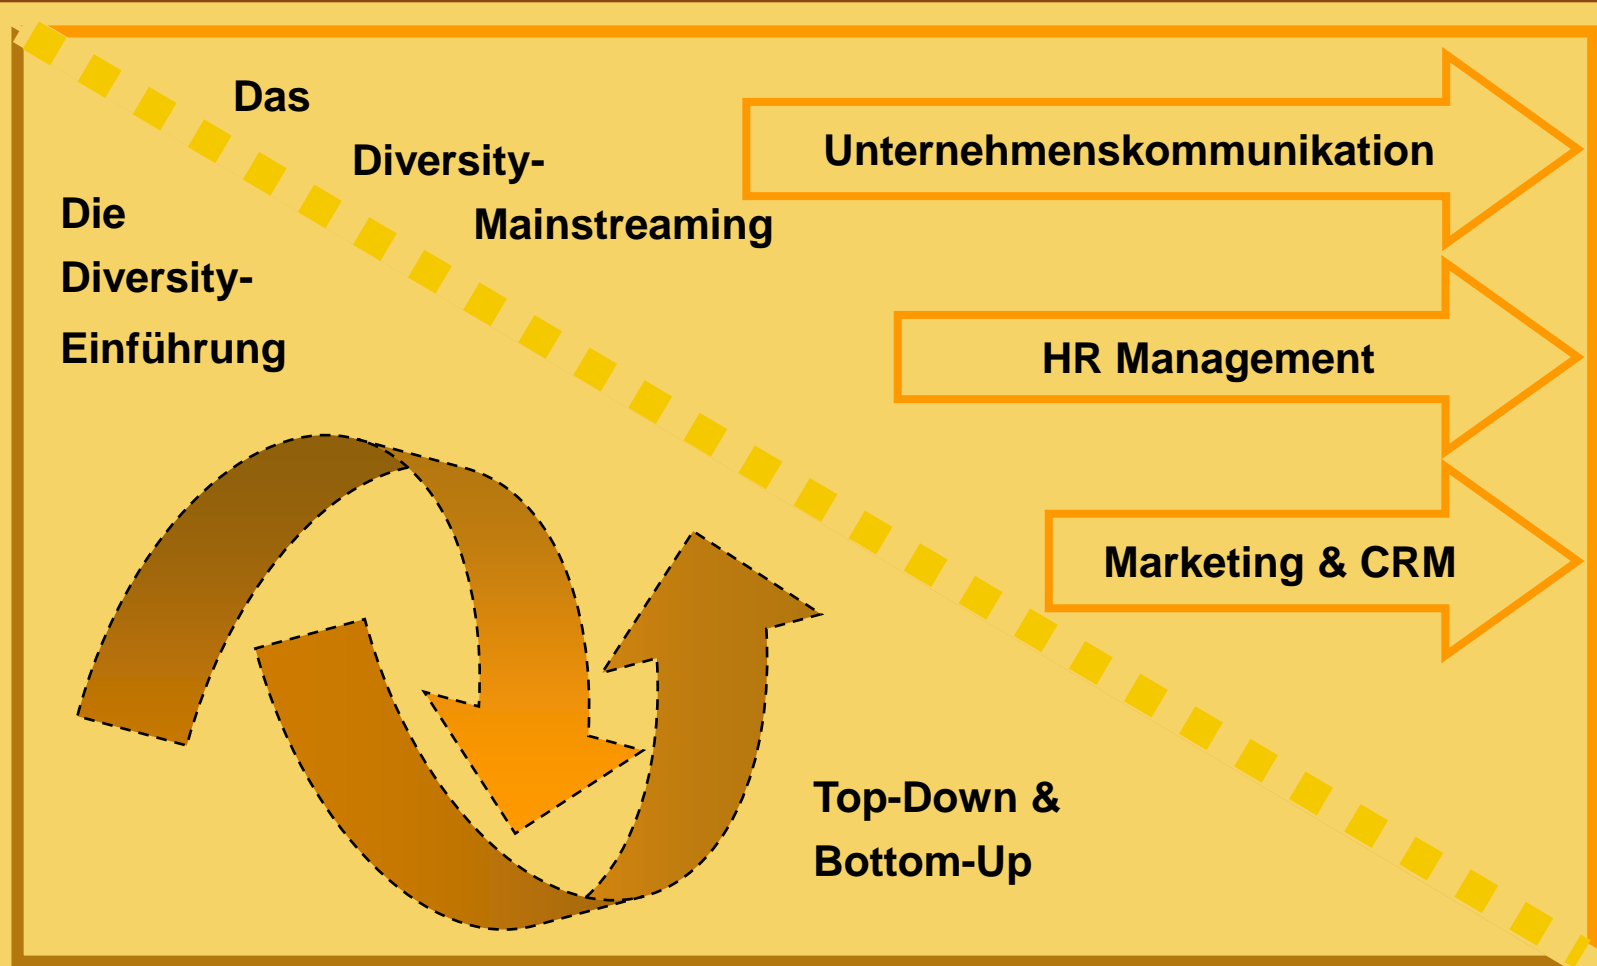 Das
Diversity-
Mainstreaming
Die
Diversity-
Einführung
Unternehmenskommunikation
HR Management
Marketing & CRM
Top-Down &
Bottom-Up